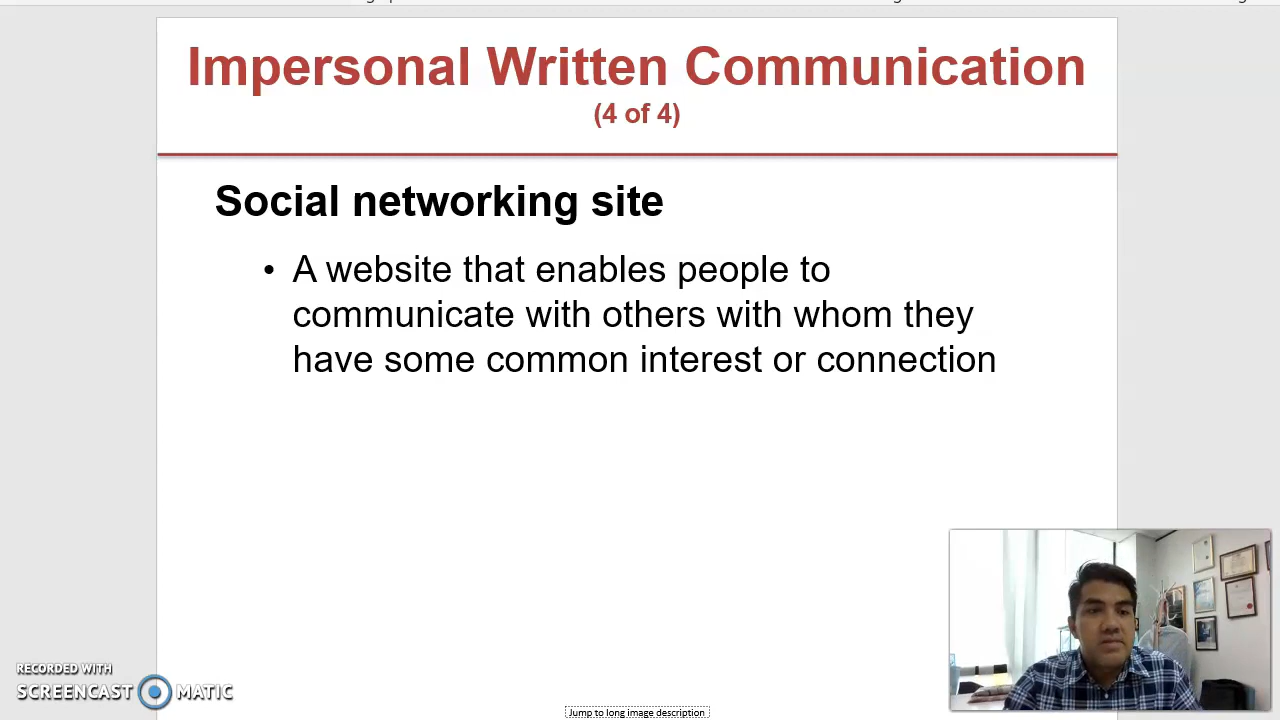 Impersonal Written Communication
(4 of 4)
Social networking site
• A website that enables people to
communicate with others with whom they
have some common interest or connection
RECORDED WITH
SCREENCAST MATIC
Jump to long image description